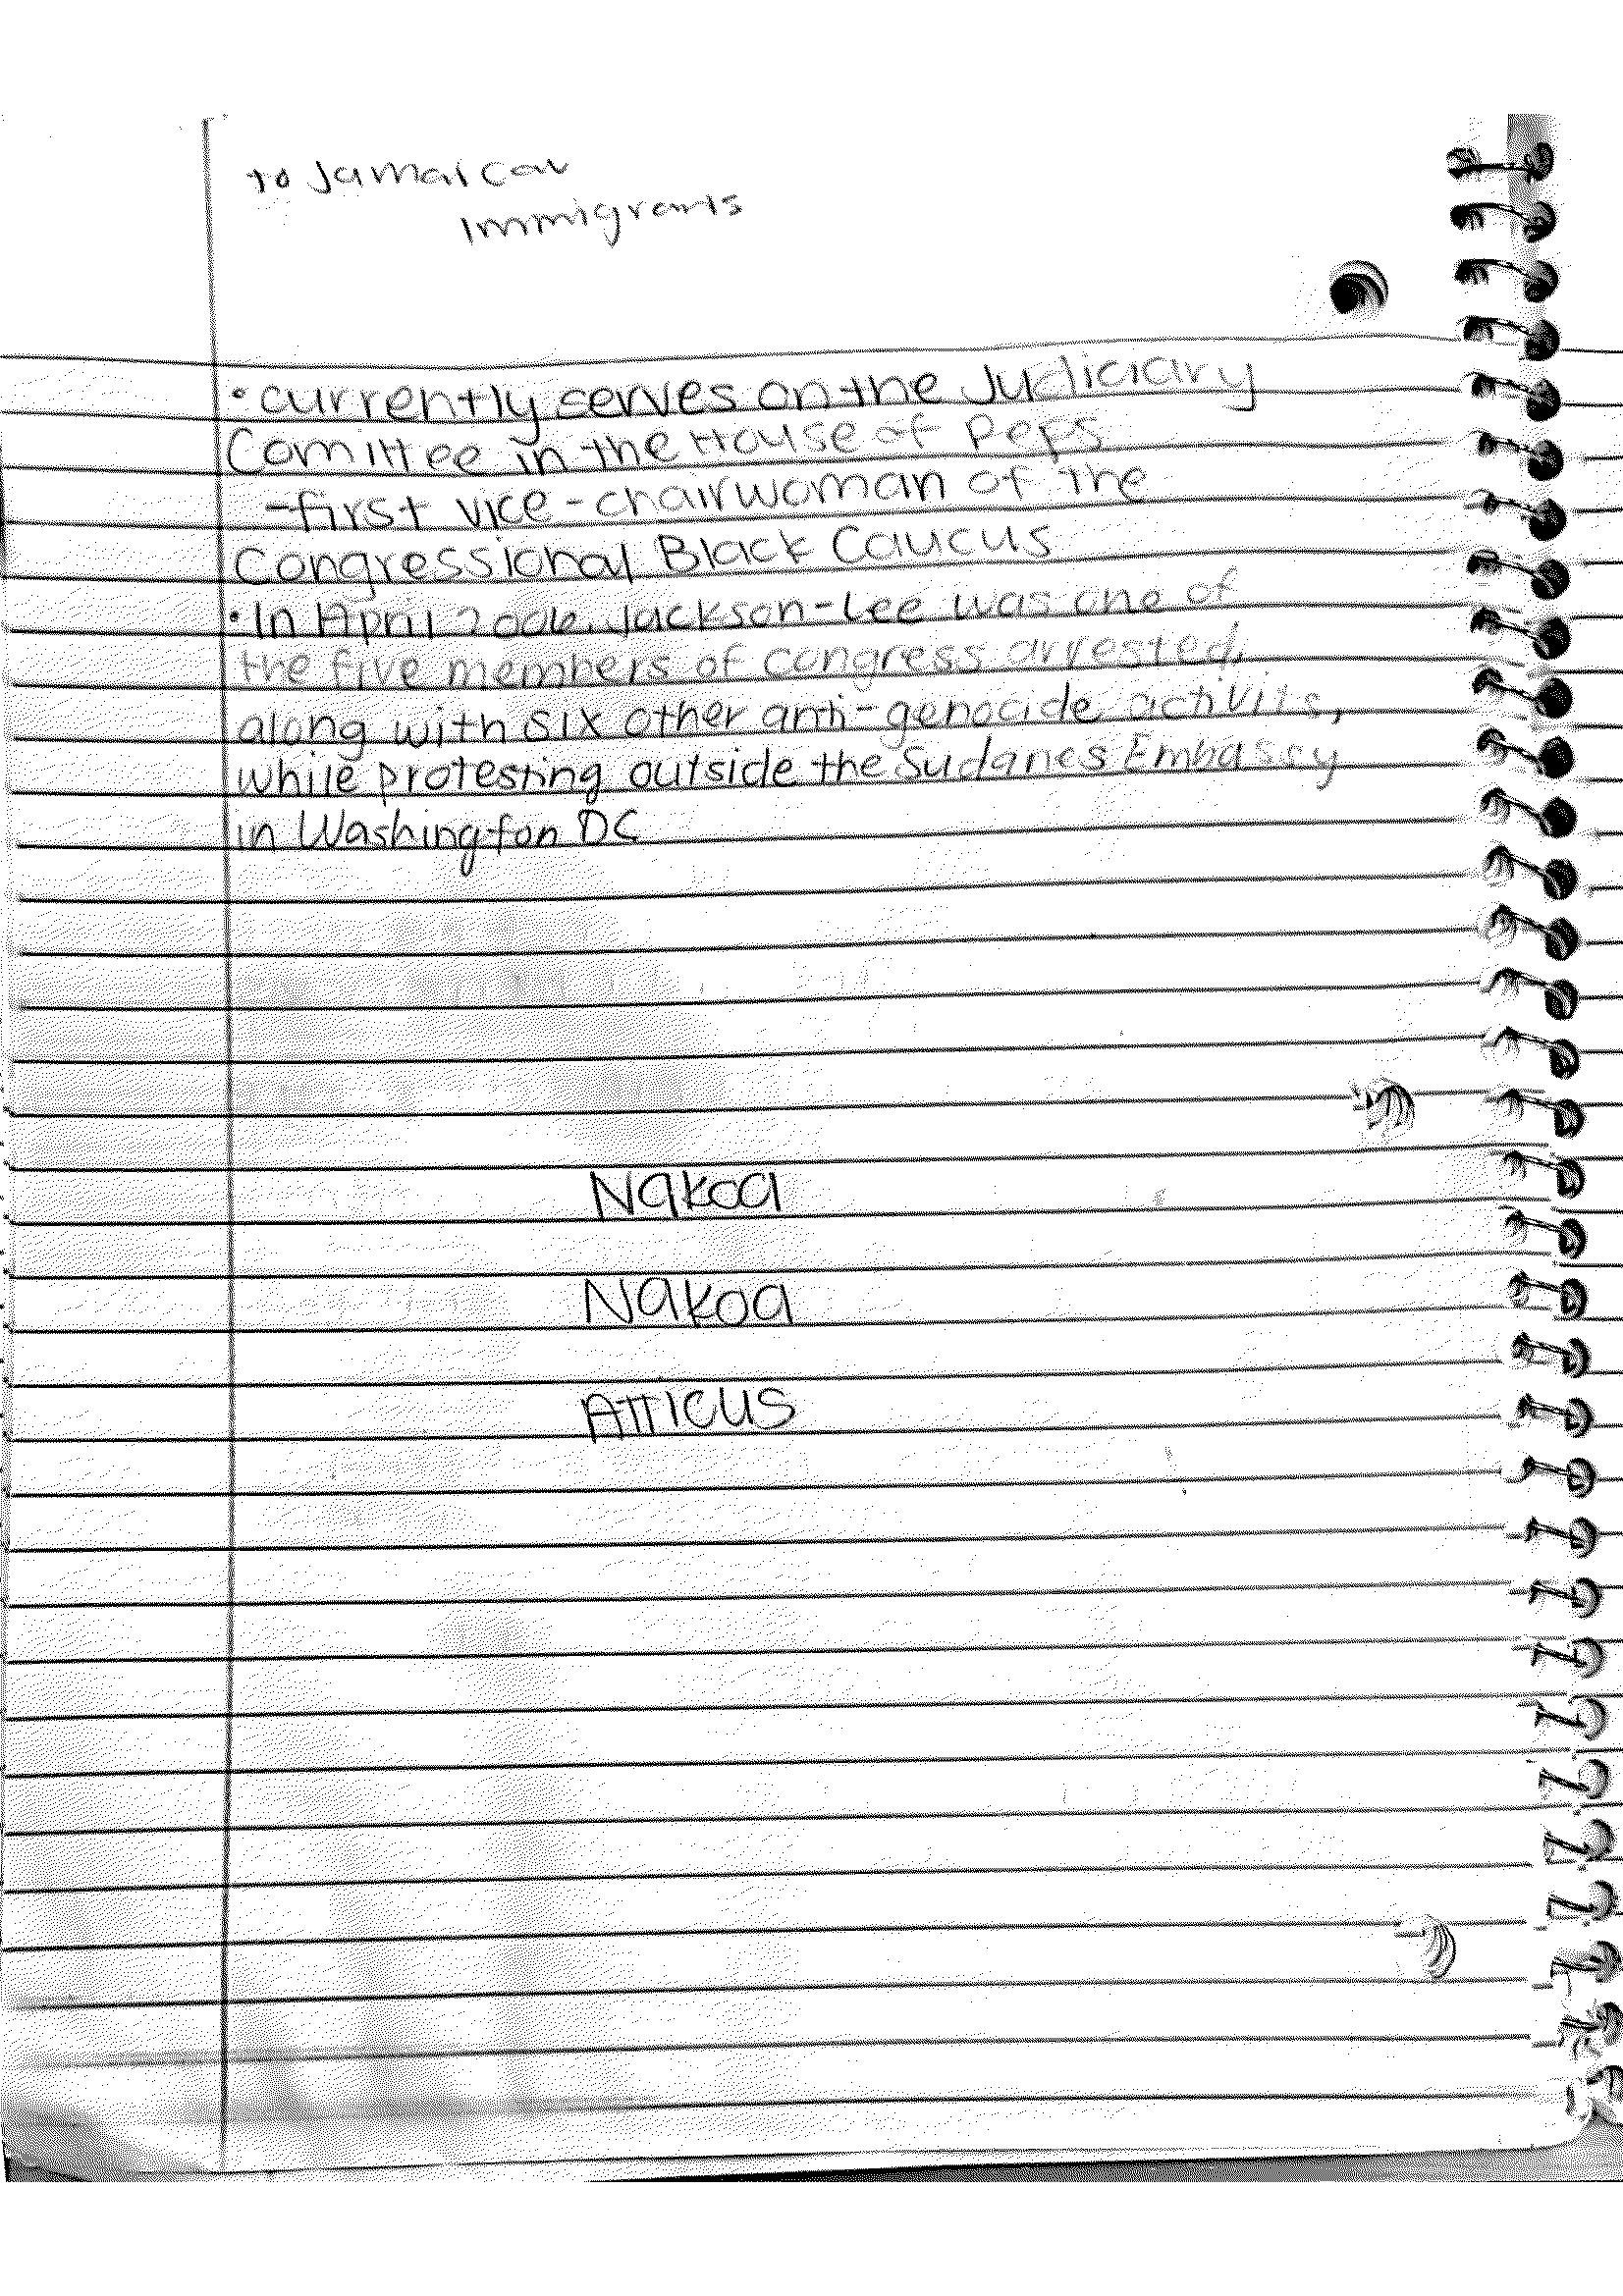 to Jamaican
Immigrants
• currently serves on the Judiciary
Comittee in the House of Reps
- first vice-chairwoman of the
Congressional Black Caucus
• In April 2006, Jackson-Lee was one of
the five members of congress arrested,
along with six other anti-genocide activits,
while protesting outside the Sudanes Embassy
in Washington DC
Nakoa
Nakoa
Atticus